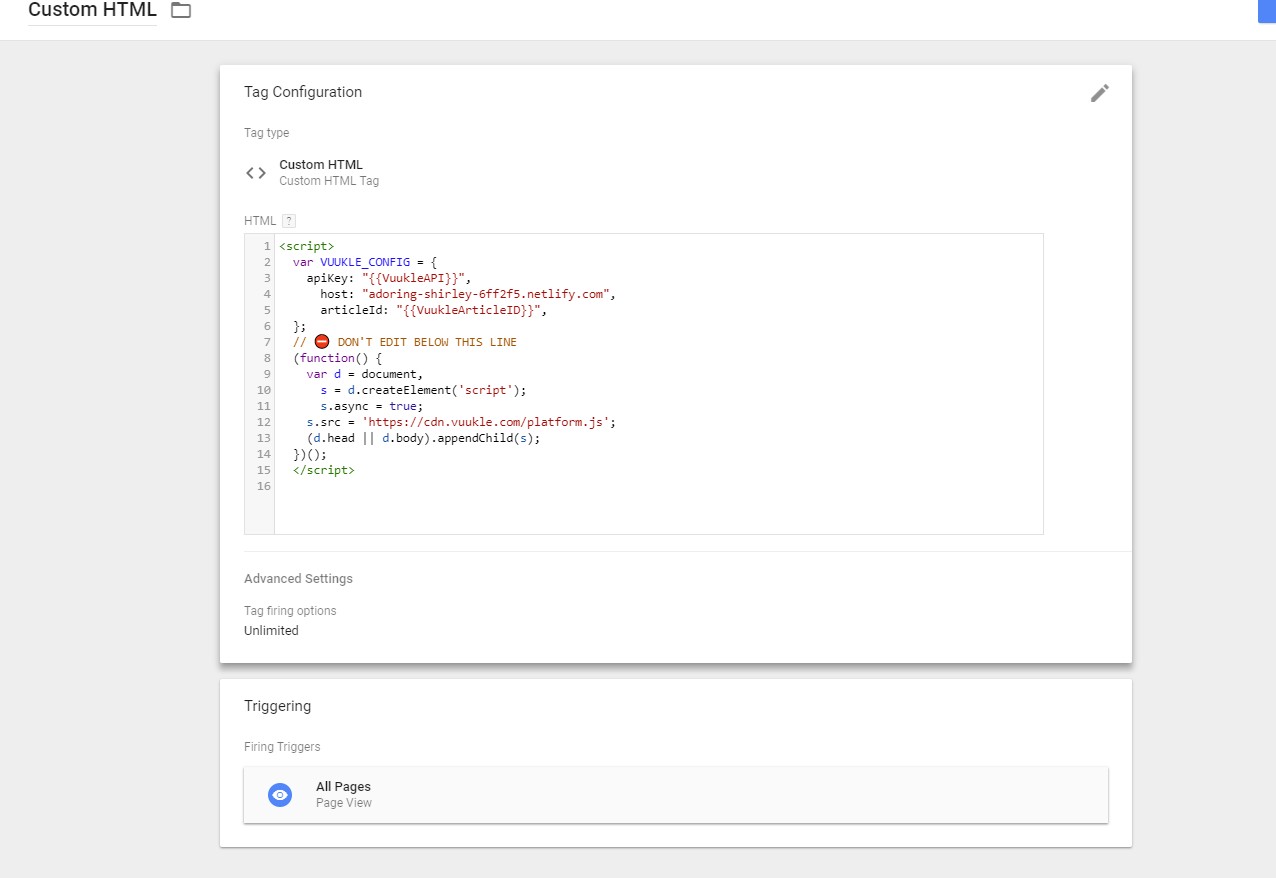 Custom HTML
Tag Configuration
Tag type
Custom HTML
Custom HTML Tag
HTML ?
1 <script>
2 var VUUKLE_CONFIG = {
3 apiKey: "{{VuukleAPI}}",
4 host: "adoring-shirley-6ff2f5.netlify.com",
5 articleId: "{{VuukleArticleID}}",
6 };
7 // ⛔ DON'T EDIT BELOW THIS LINE
8 (function() {
9 var d = document,
10 s = d.createElement('script');
11 s.async = true;
12 s.src = 'https://cdn.vuukle.com/platform.js';
13 (d.head || d.body).appendChild(s);
14 })();
15 </script>
16
Advanced Settings
Tag firing options
Unlimited
Triggering
Firing Triggers
All Pages
Page View